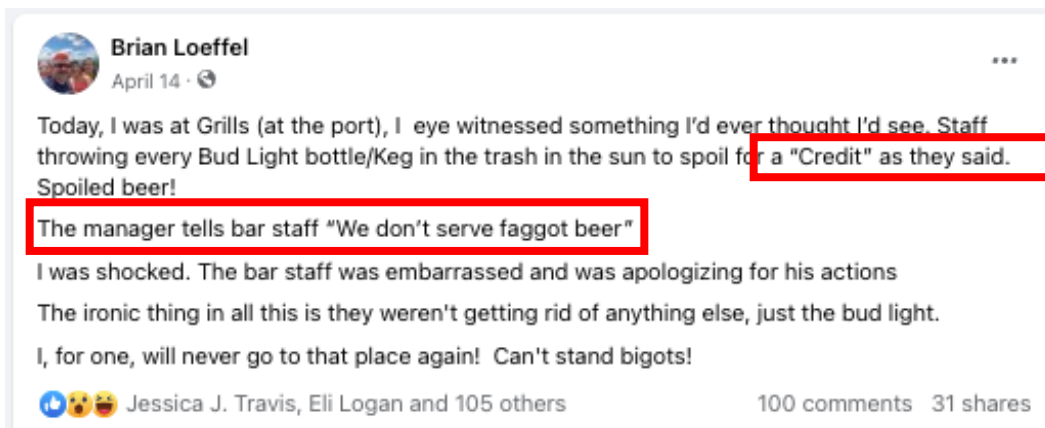 Brian Loeffel
April 14 ·
Today, I was at Grills (at the port), I eye witnessed something I'd ever thought I'd see. Staff
throwing every Bud Light bottle/Keg in the trash in the sun to spoil for a "Credit" as they said.
Spoiled beer!
The manager tells bar staff “We don’t serve faggot beer”
I was shocked. The bar staff was embarrassed and was apologizing for his actions
The ironic thing in all this is they weren't getting rid of anything else, just the bud light.
I, for one, will never go to that place again! Can't stand bigots!
Jessica J. Travis, Eli Logan and 105 others
100 comments 31 shares